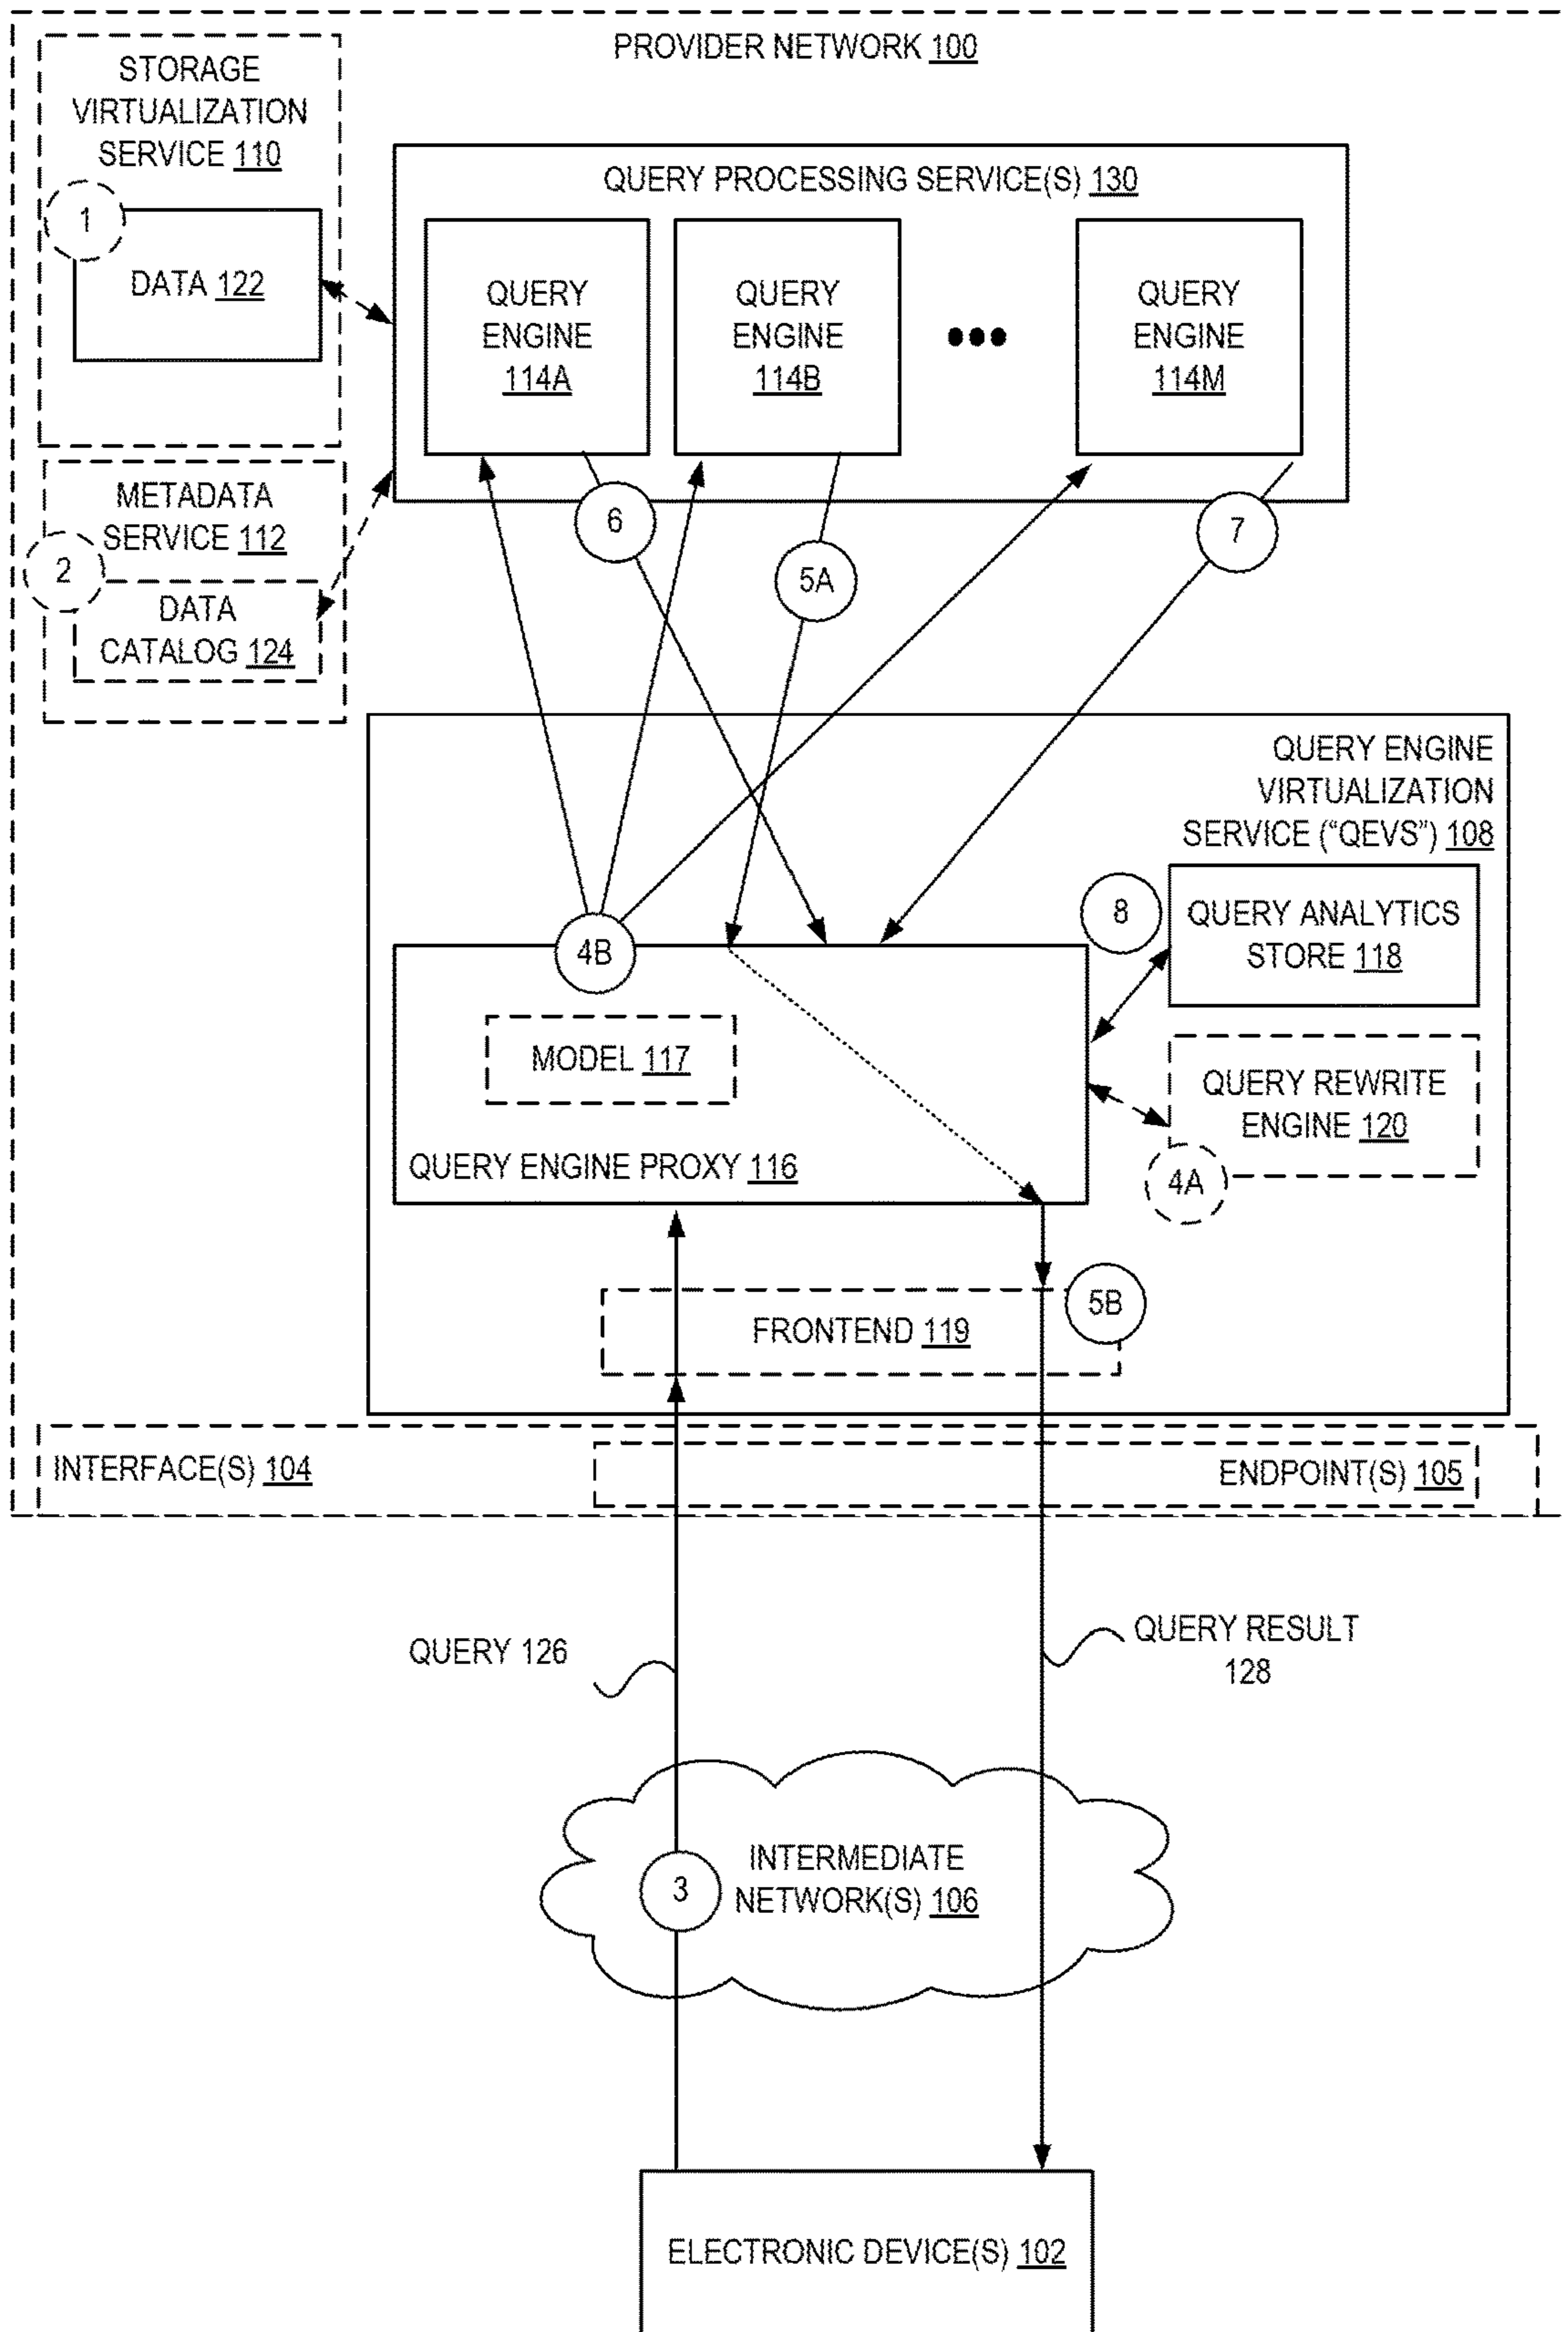 PROVIDER NETWORK 100
STORAGE
VIRTUALIZATION
SERVICE 110
1
DATA 122
QUERY PROCESSING SERVICE(S) 130
QUERY
ENGINE
114A
QUERY
ENGINE
114B
•••
QUERY
ENGINE
114M
METADATA
SERVICE 112
2
DATA
CATALOG 124
6
5A
7
QUERY ENGINE
VIRTUALIZATION
SERVICE (“QEVS”) 108
8
QUERY ANALYTICS
STORE 118
4B
MODEL 117
QUERY ENGINE PROXY 116
QUERY REWRITE
ENGINE 120
4A
5B
FRONTEND 119
INTERFACE(S) 104
ENDPOINT(S) 105
QUERY 126
QUERY RESULT
128
3
INTERMEDIATE
NETWORK(S) 106
ELECTRONIC DEVICE(S) 102